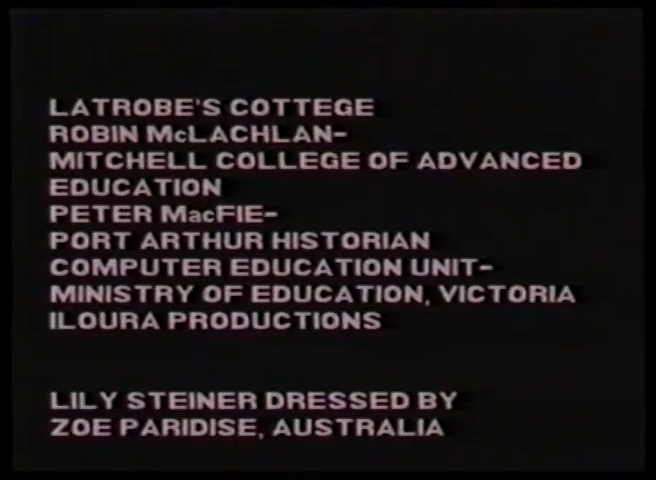 LATROBE'S COTTEGE
ROBIN McLACHLAN-
MITCHELL COLLEGE OF ADVANCED
EDUCATION
PETER MacFIE-
PORT ARTHUR HISTORIAN
COMPUTER EDUCATION UNIT-
MINISTRY OF EDUCATION, VICTORIA
ILOURA PRODUCTIONS
LILY STEINER DRESSED BY
ZOE PARIDISE, AUSTRALIA